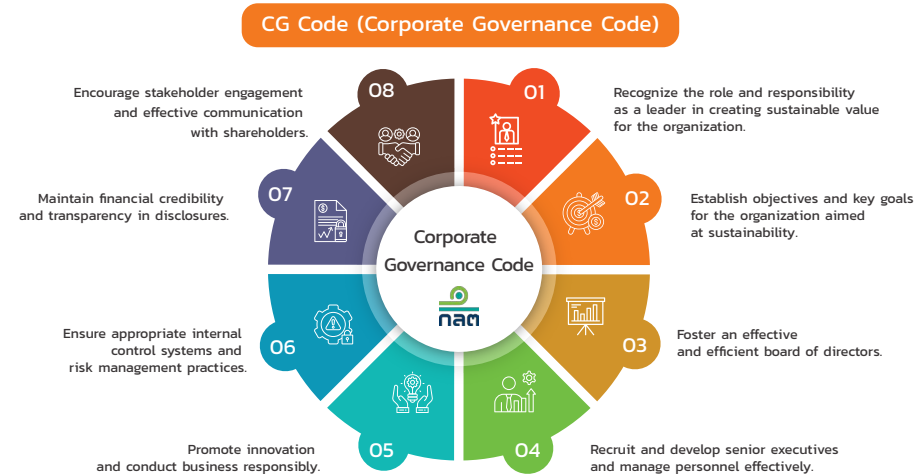 CG Code (Corporate Governance Code)
01
Recognize the role and responsibility
as a leader in creating sustainable value
for the organization.
02
Establish objectives and key goals
for the organization aimed
at sustainability.
03
Foster an effective
and efficient board of directors.
04
Recruit and develop senior executives
and manage personnel effectively.
05
Promote innovation
and conduct business responsibly.
06
Ensure appropriate internal
control systems and
risk management practices.
07
Maintain financial credibility
and transparency in disclosures.
08
Encourage stakeholder engagement
and effective communication
with shareholders.
Corporate
Governance Code
กลต